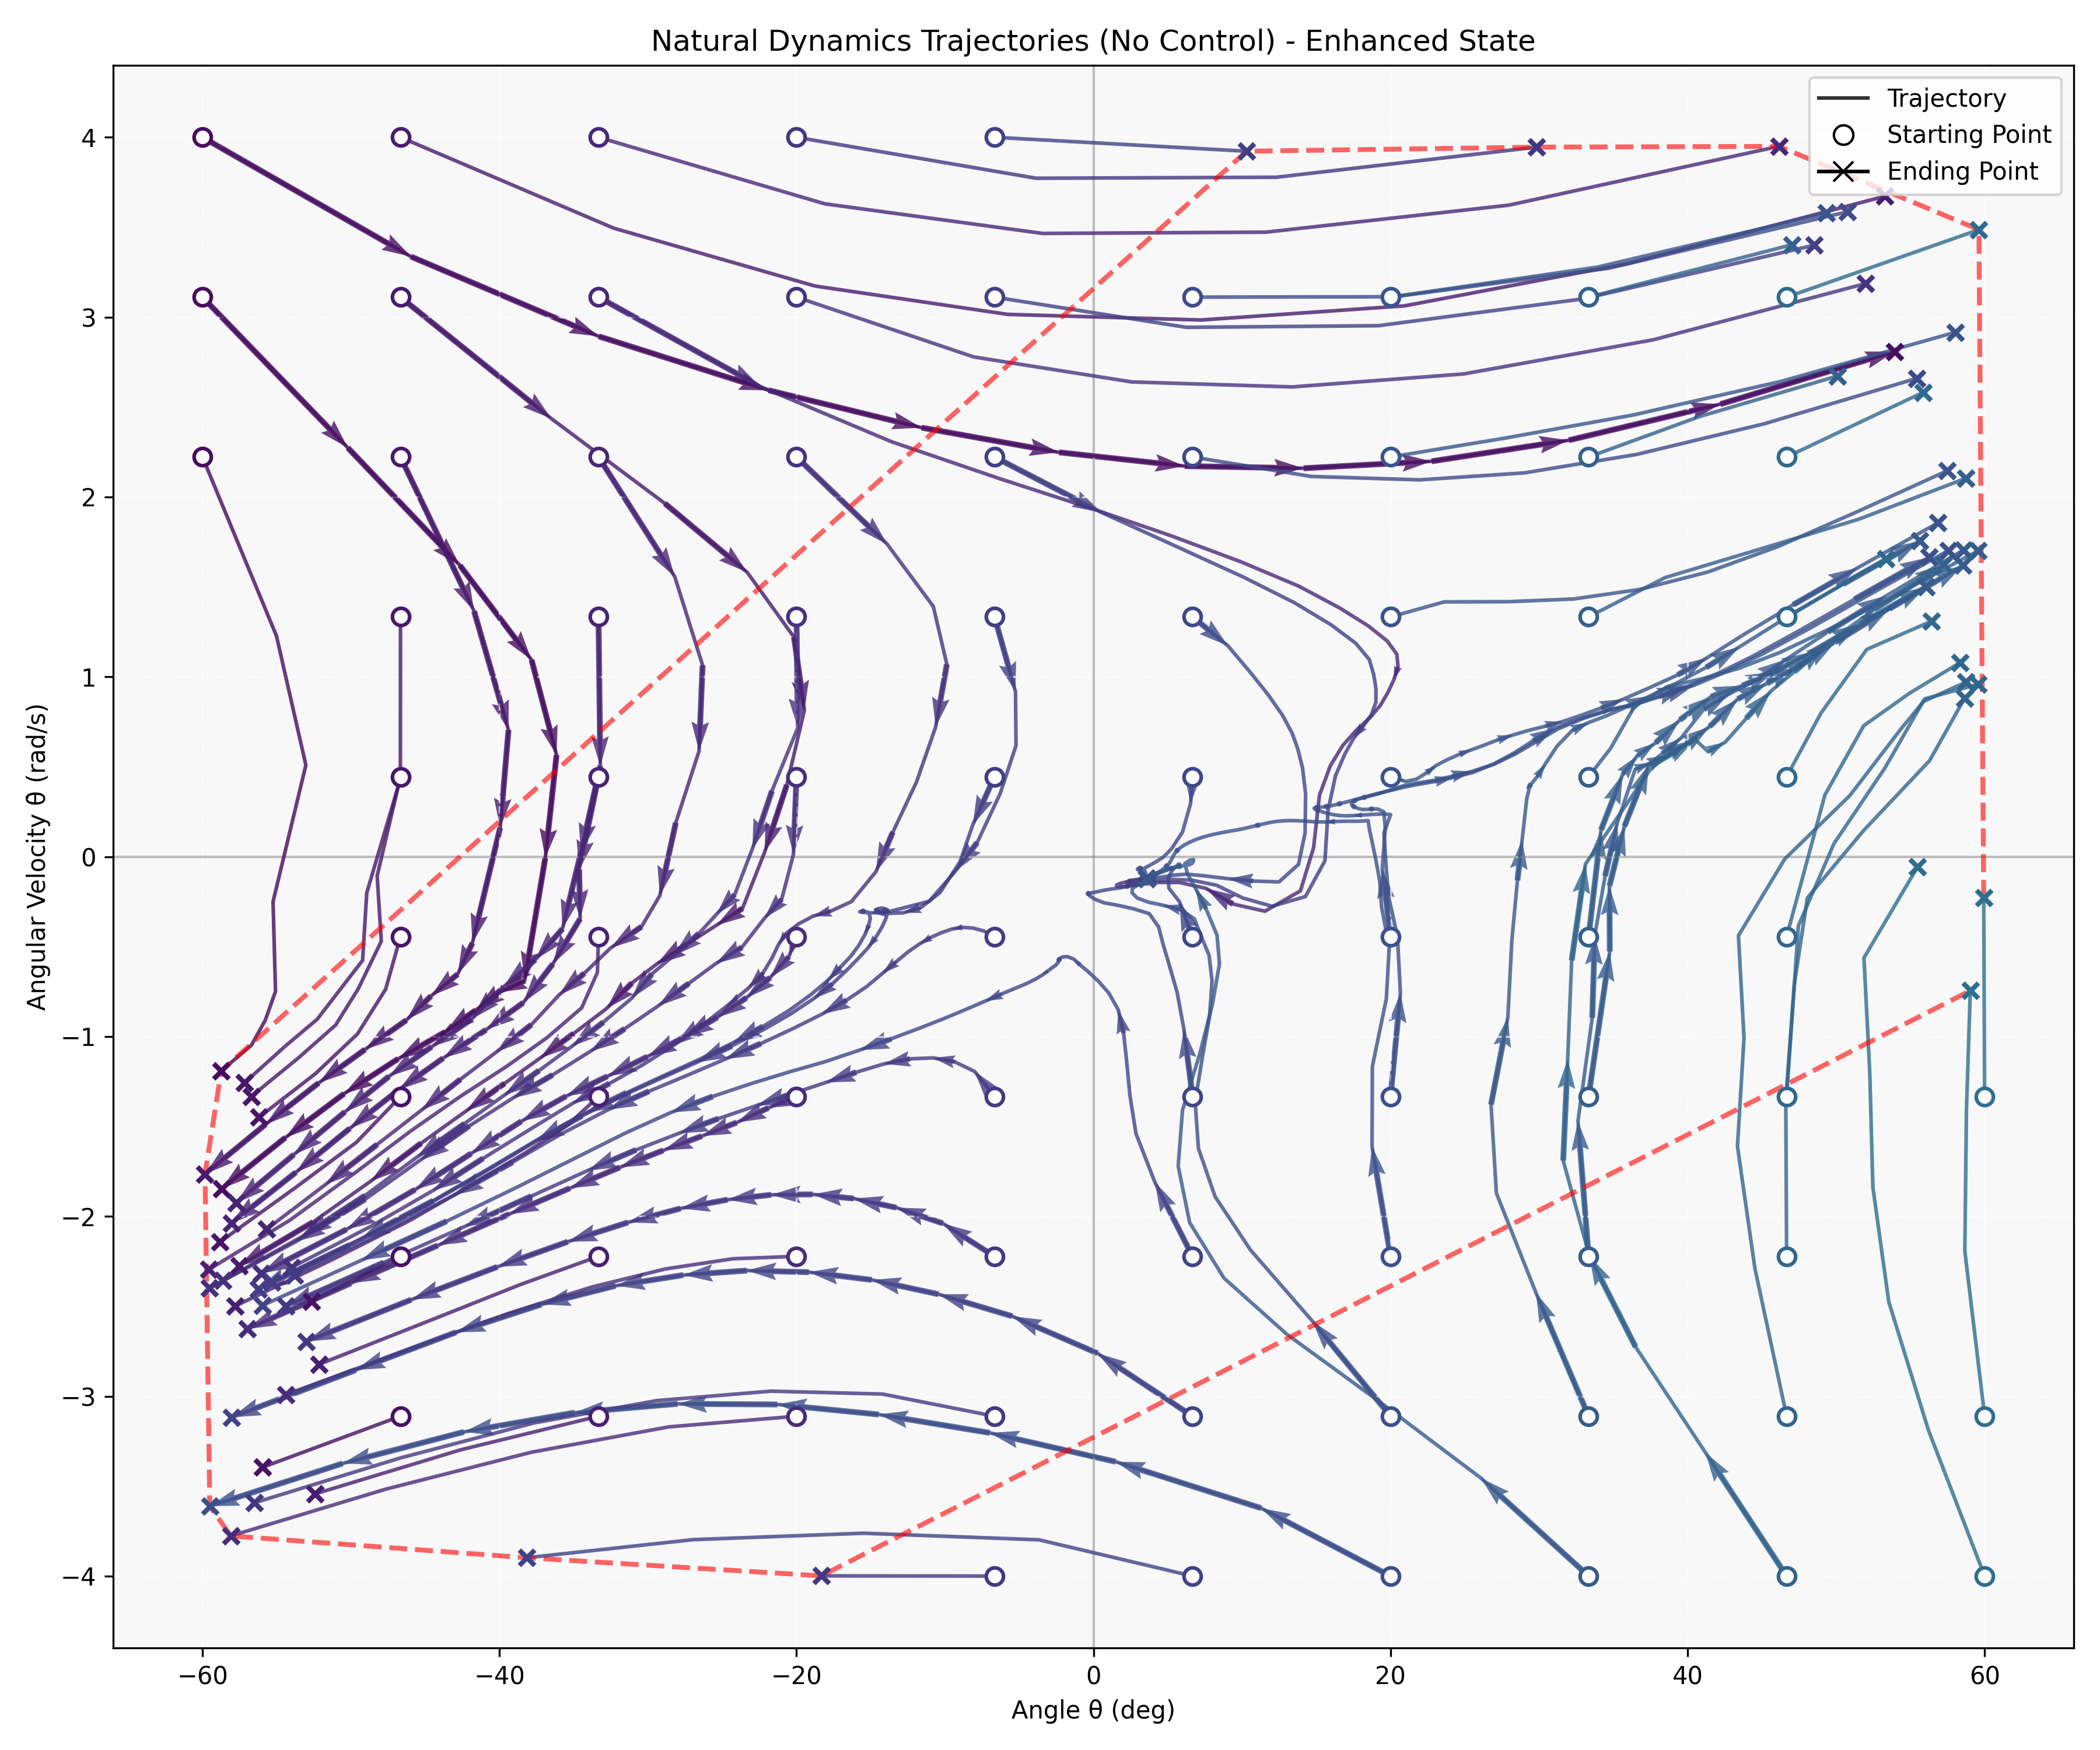 Natural Dynamics Trajectories (No Control) - Enhanced State
Trajectory
Starting Point
Ending Point
4
3
2
1
0
−1
−2
−3
−4
Angular Velocity θ̇ (rad/s)
−60
−40
−20
0
20
40
60
Angle θ (deg)